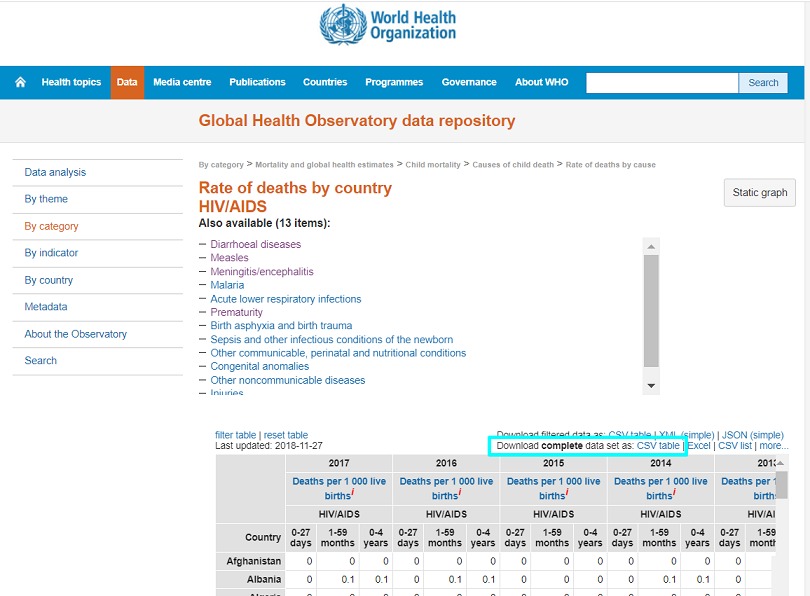 World Health
Organization
Health topics Data Media centre Publications Countries Programmes Governance About WHO Search
Global Health Observatory data repository
Data analysis
By theme
By category
By indicator
By country
Metadata
About the Observatory
Search
By category > Mortality and global health estimates > Child mortality > Causes of child death > Rate of deaths by cause
Rate of deaths by country
HIV/AIDS
Also available (13 items):
Static graph
– Diarrhoeal diseases
– Measles
– Meningitis/encephalitis
– Malaria
– Acute lower respiratory infections
– Prematurity
– Birth asphyxia and birth trauma
– Sepsis and other infectious conditions of the newborn
– Other communicable, perinatal and nutritional conditions
– Congenital anomalies
– Other noncommunicable diseases
– Injuries
filter table | reset table
Last updated: 2018-11-27
Download filtered data as: CSV table | XML (simple) | JSON (simple)
Download complete data set as: CSV table | Excel | CSV list | more...
2017 2016 2015 2014 2013
Deaths per 1 000 live Deaths per 1 000 live Deaths per 1 000 live Deaths per 1 000 live Deaths per 1
births i births i births i births i births
HIV/AIDS HIV/AIDS HIV/AIDS HIV/AIDS HIV/AI
Country 0-27 1-59 0-4 0-27 1-59 0-4 0-27 1-59 0-4 0-27 1-59 0-4 0-27 1-59
days months years days months years days months years days months years days month
Afghanistan 0 0 0 0 0 0 0 0 0 0 0 0 0
Albania 0 0.1 0.1 0 0.1 0.1 0 0 0 0 0.1 0.1 0